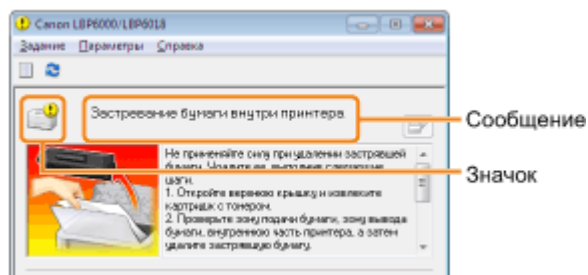 Canon LBP6000/LBP6018
Задание Параметры Справка
Застревание бумаги внутри принтера.
Сообщение
Не применяйте силу при удалении застрявшей
бумаги. Удалите ее, выполнив следующие
шаги.
Значок
1. Откройте верхнюю крышку и извлеките
картридж с тонером.
2. Проверьте зону подачи бумаги, зону вывода
бумаги, внутреннюю часть принтера, а затем
удалите застрявшую бумагу.